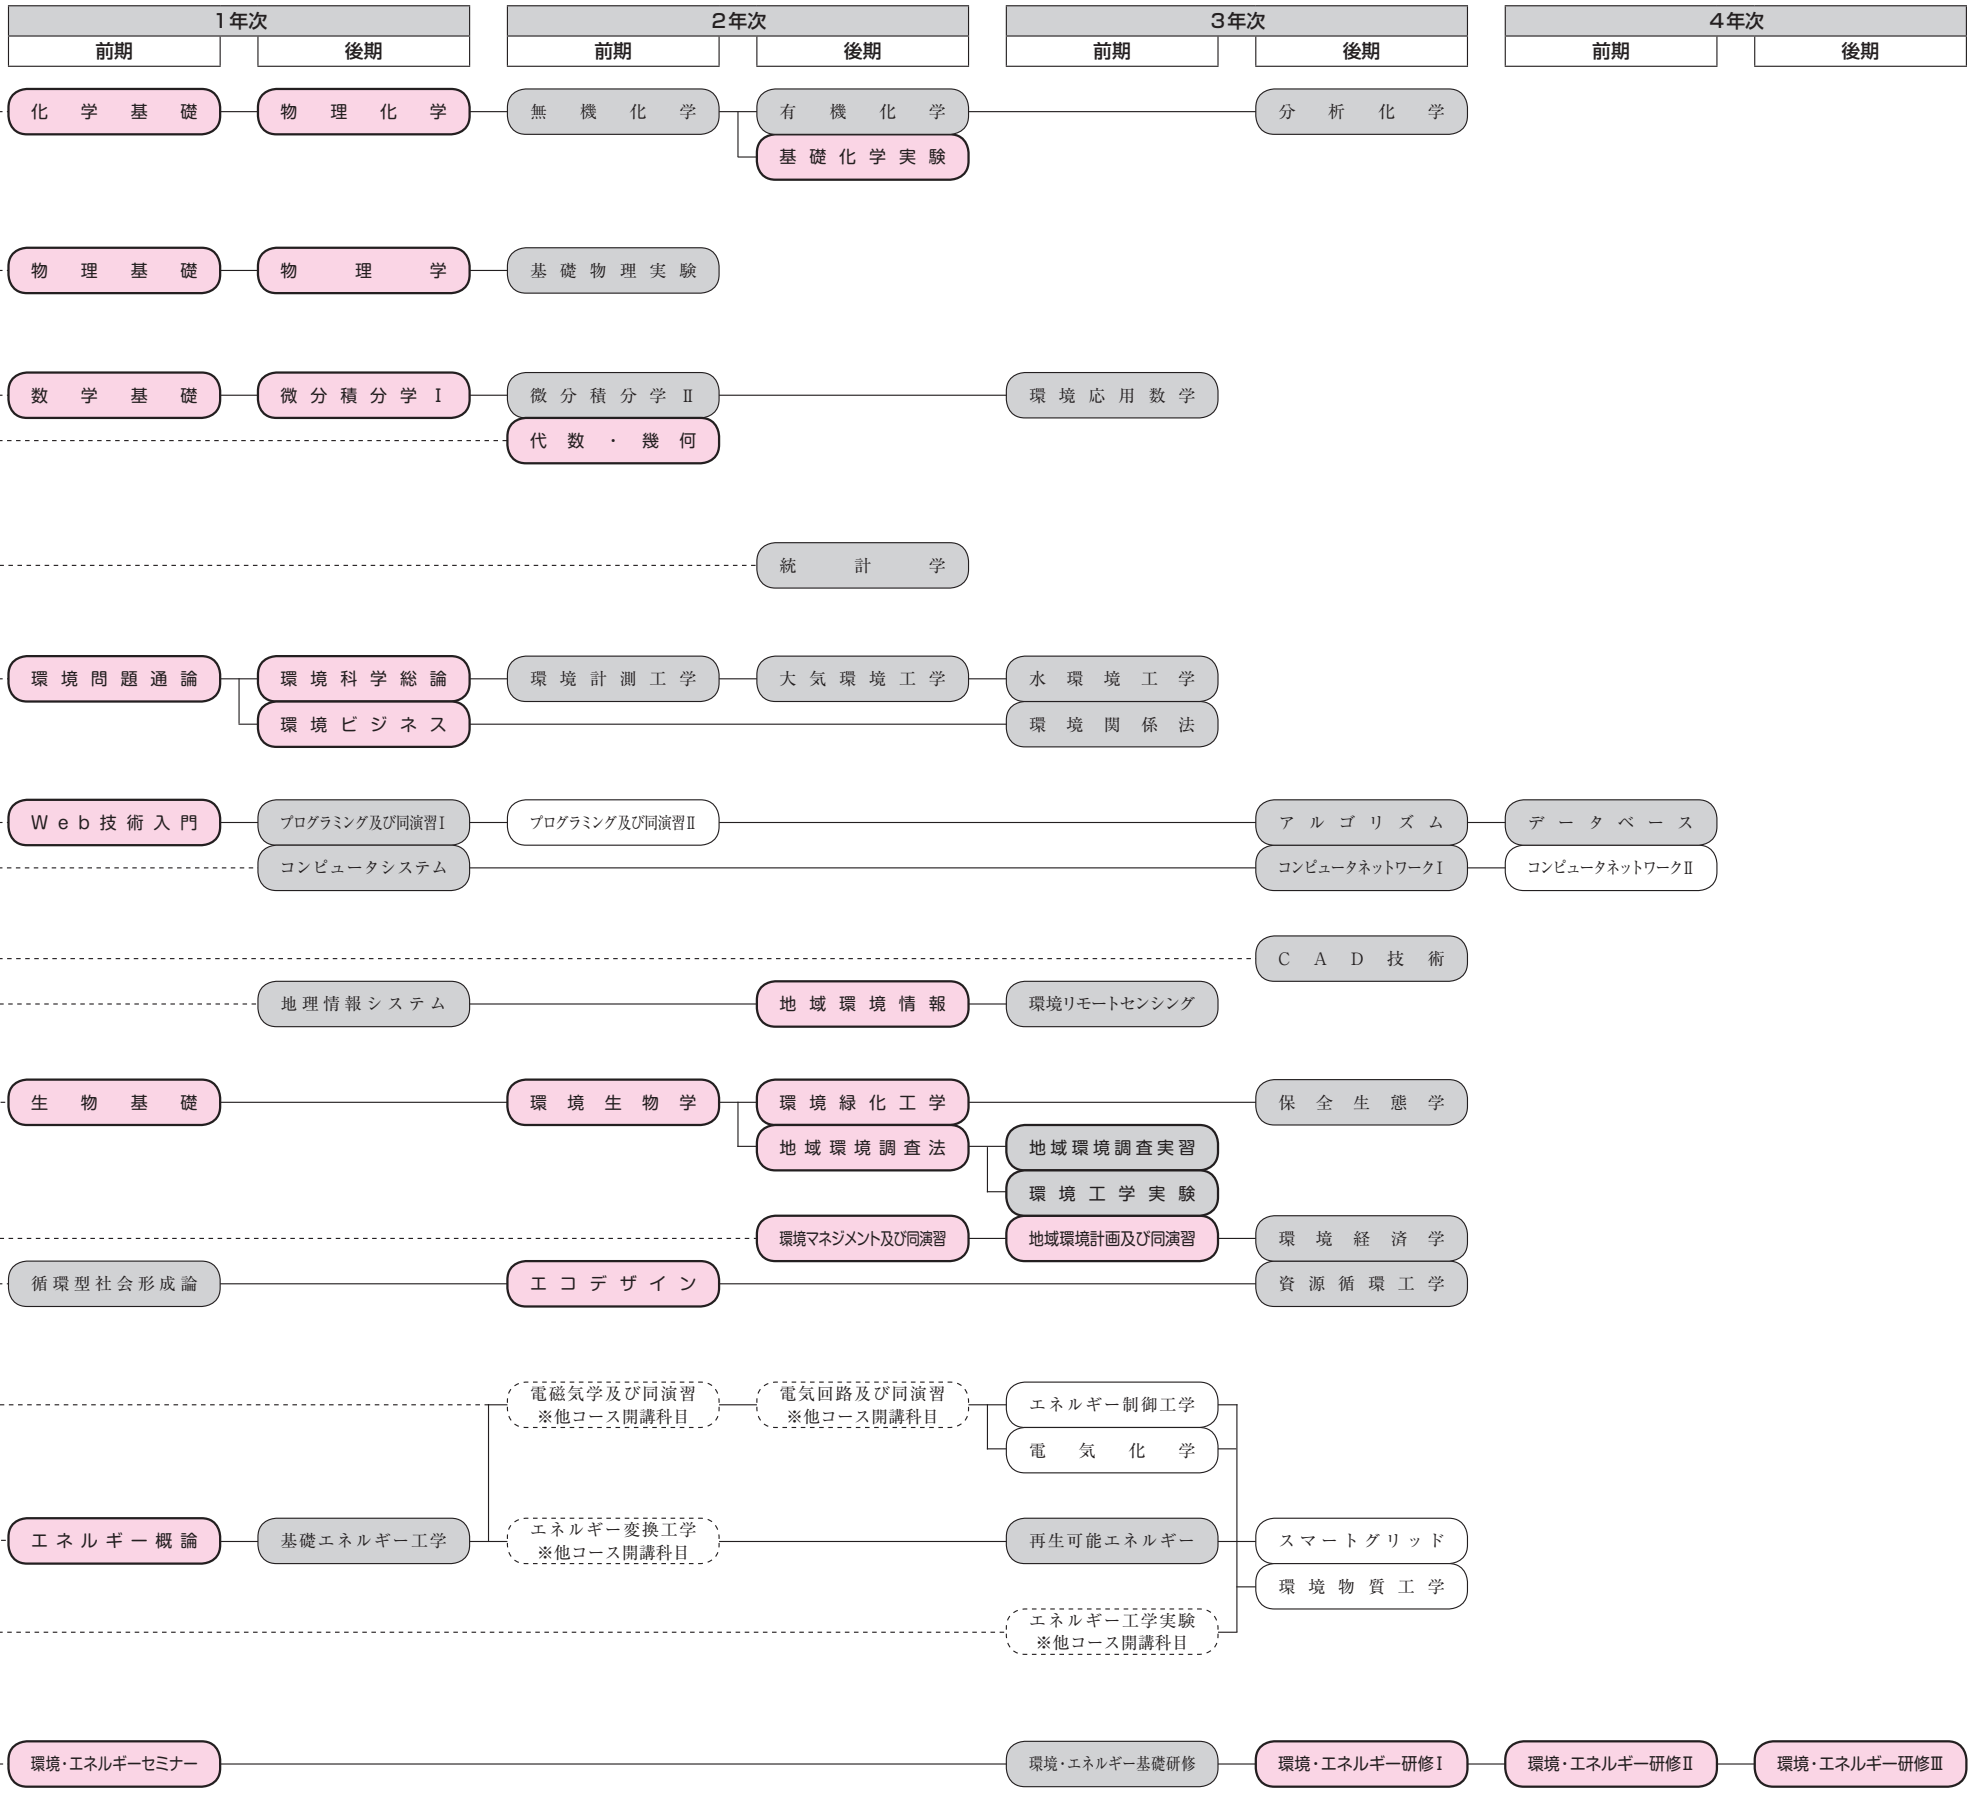 1年次 2年次 3年次 4年次
前期 後期 前期 後期 前期 後期 前期 後期
化学基礎 物理化学 無機化学 有機化学 分析化学
基礎化学実験
物理基礎 物理学 基礎物理実験
数学基礎 微分積分学Ⅰ 微分積分学Ⅱ 環境応用数学
代数・幾何
統計学
環境問題通論 環境科学総論 環境計測工学 大気環境工学 水環境工学
環境ビジネス 環境関係法
Web技術入門 プログラミング及び同演習Ⅰ プログラミング及び同演習Ⅱ アルゴリズム データベース
コンピュータシステム コンピュータネットワークⅠ コンピュータネットワークⅡ
CAD技術
地理情報システム 地域環境情報 環境リモートセンシング
生物基礎 環境生物学 環境緑化工学 保全生態学
地域環境調査法 地域環境調査実習
環境工学実験
環境マネジメント及び同演習 地域環境計画及び同演習 環境経済学
循環型社会形成論 エコデザイン 資源循環工学
電磁気学及び同演習 電気回路及び同演習 エネルギー制御工学
※他コース開講科目 ※他コース開講科目
電気化学
エネルギー概論 基礎エネルギー工学 エネルギー変換工学 再生可能エネルギー スマートグリッド
※他コース開講科目
環境物質工学
エネルギー工学実験
※他コース開講科目
環境・エネルギーセミナー 環境・エネルギー基礎研修 環境・エネルギー研修Ⅰ 環境・エネルギー研修Ⅱ 環境・エネルギー研修Ⅲ